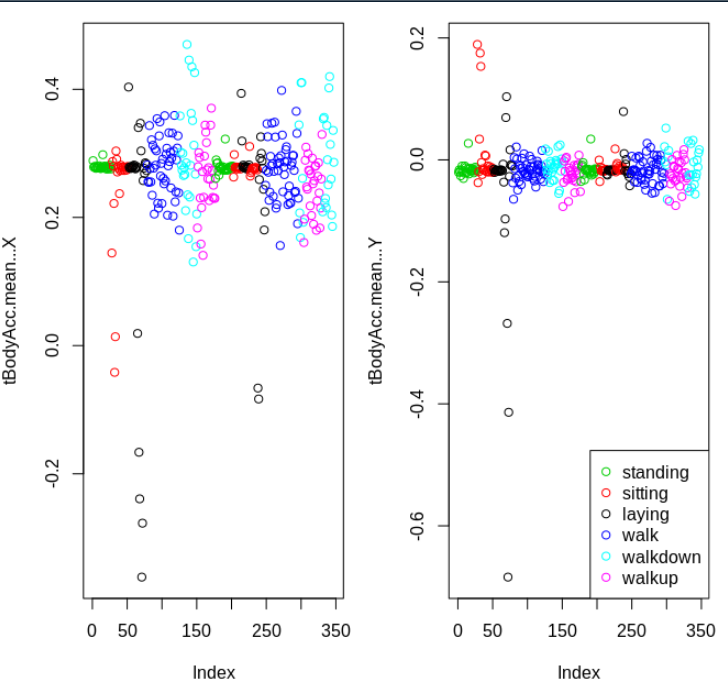 tBodyAcc.mean...X
0.4
0.2
0.0
-0.2
0 50 150 250 350
Index
tBodyAcc.mean...Y
0.2
0.0
-0.2
-0.4
-0.6
0 50 150 250 350
Index
standing
sitting
laying
walk
walkdown
walkup